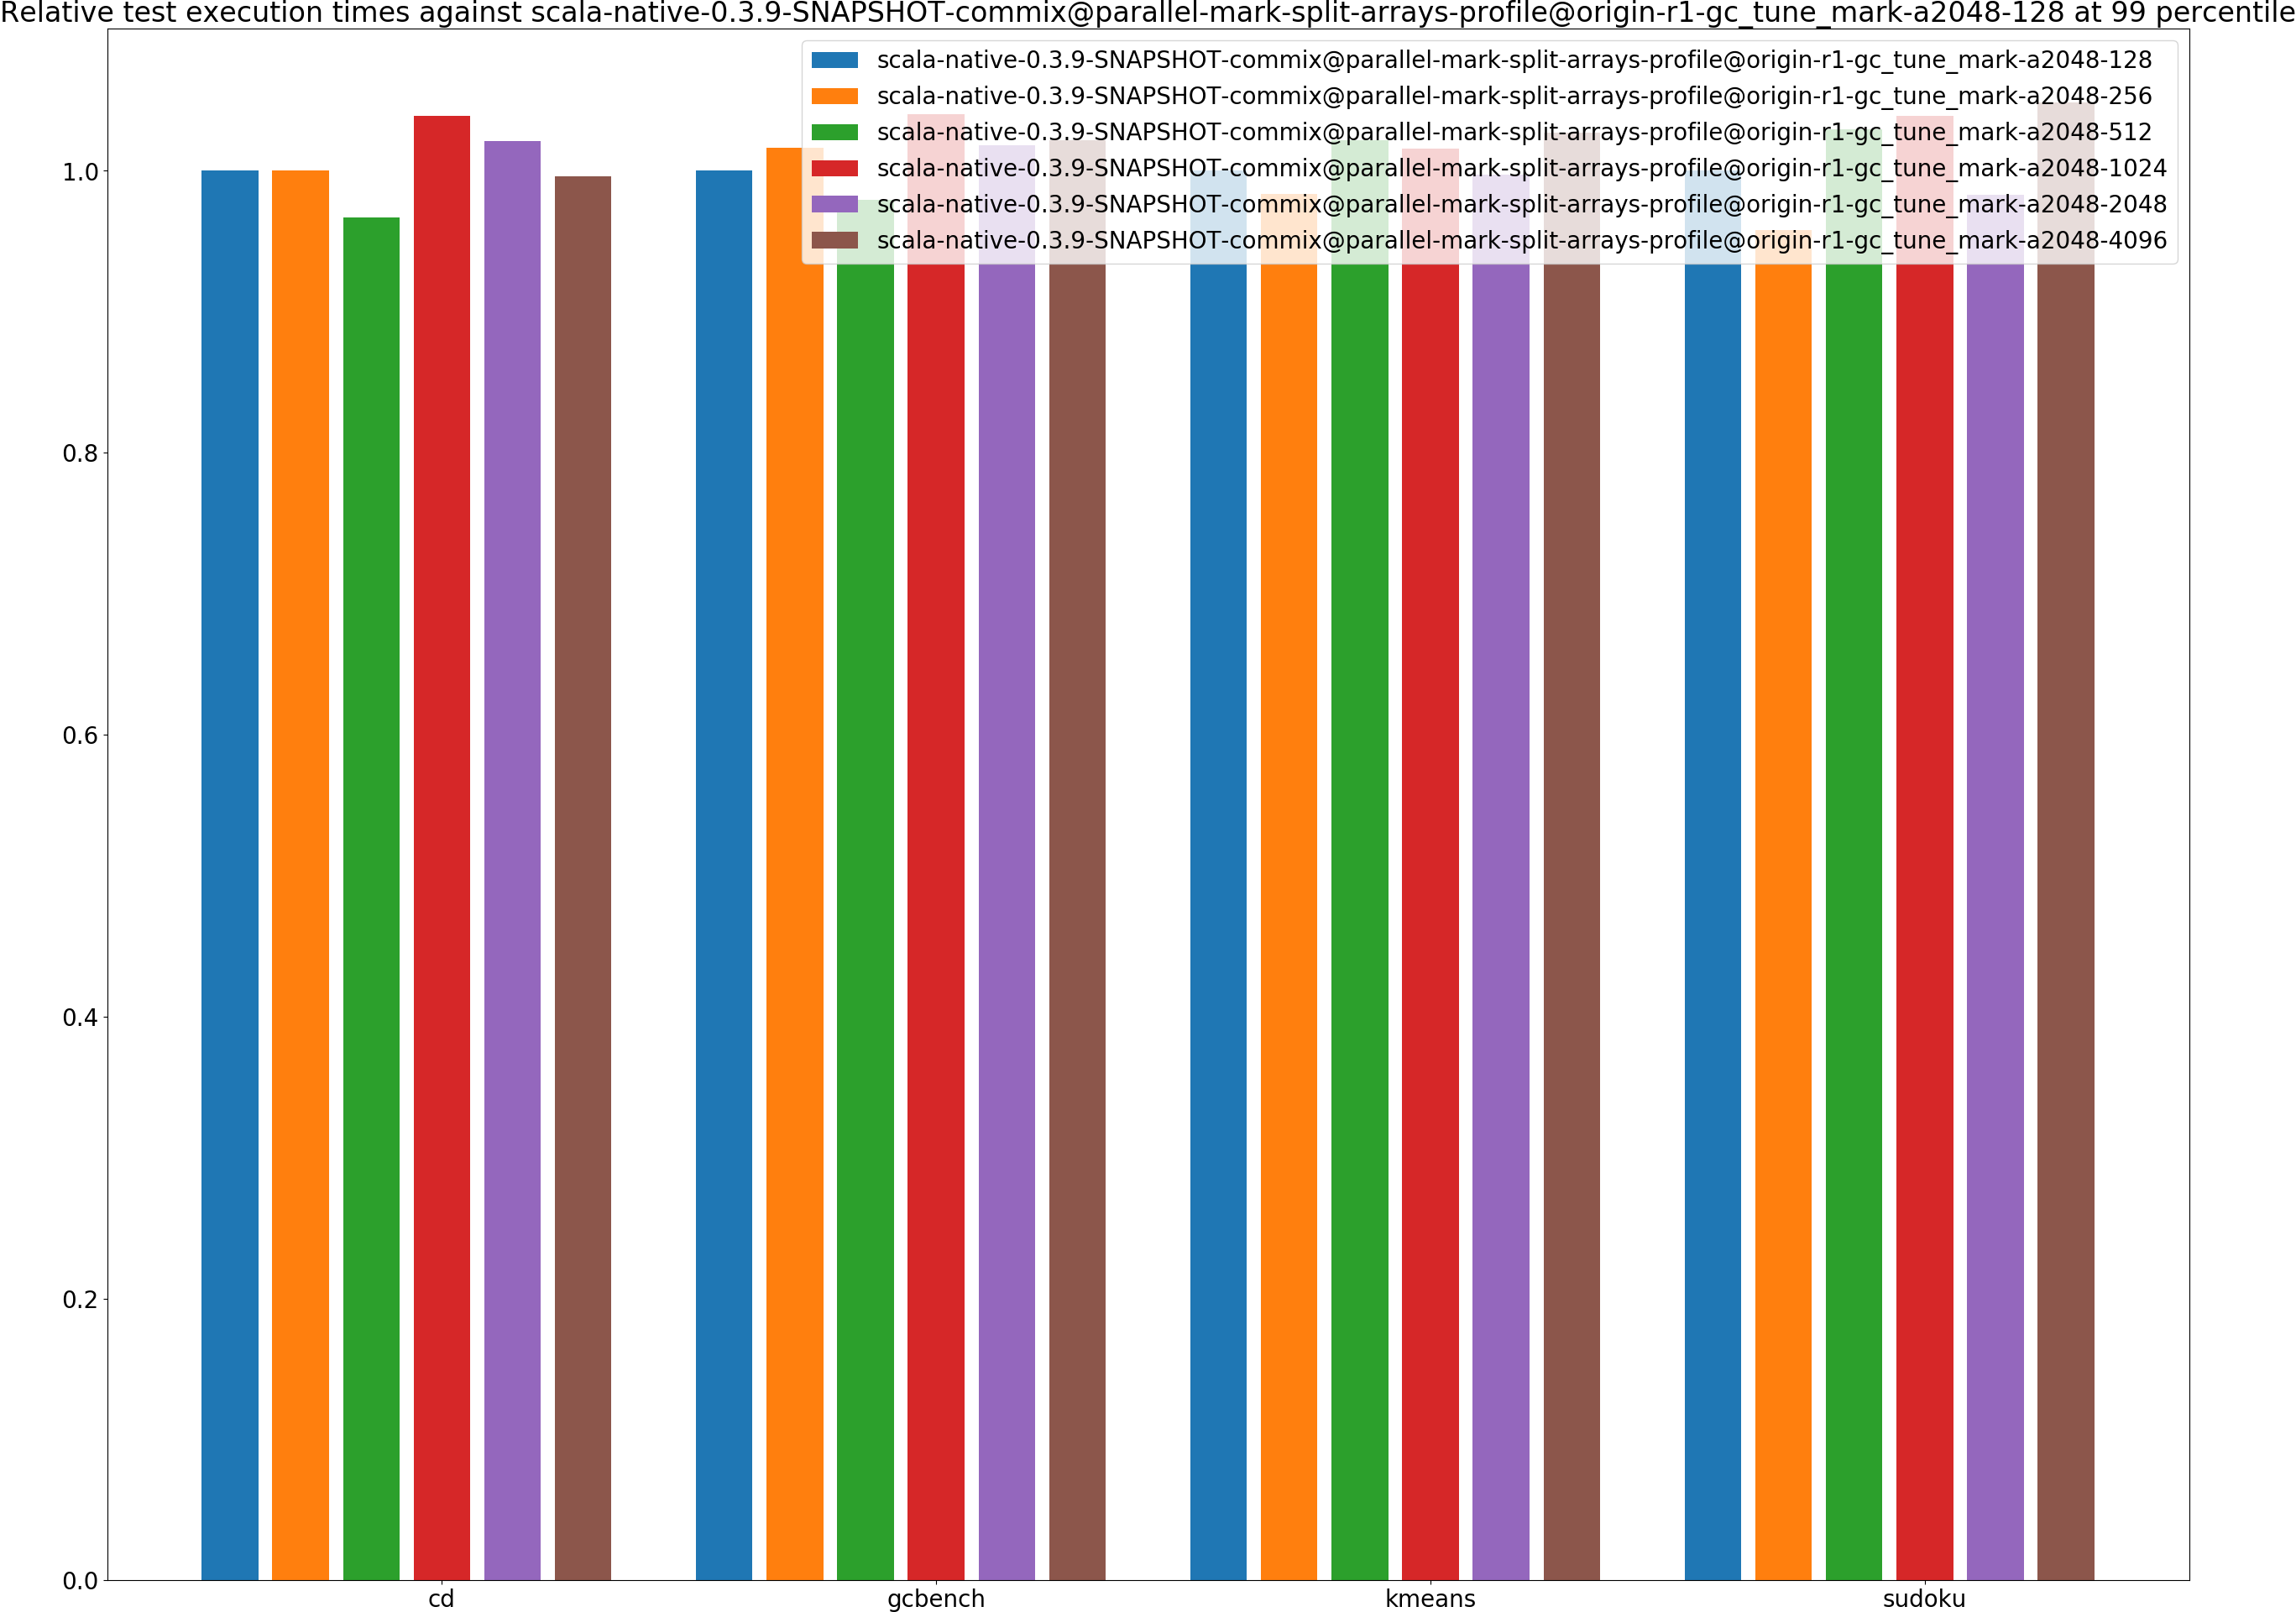 Relative test execution times against scala-native-0.3.9-SNAPSHOT-commix@parallel-mark-split-arrays-profile@origin-r1-gc_tune_mark-a2048-128 at 99 percentile
scala-native-0.3.9-SNAPSHOT-commix@parallel-mark-split-arrays-profile@origin-r1-gc_tune_mark-a2048-128
scala-native-0.3.9-SNAPSHOT-commix@parallel-mark-split-arrays-profile@origin-r1-gc_tune_mark-a2048-256
scala-native-0.3.9-SNAPSHOT-commix@parallel-mark-split-arrays-profile@origin-r1-gc_tune_mark-a2048-512
scala-native-0.3.9-SNAPSHOT-commix@parallel-mark-split-arrays-profile@origin-r1-gc_tune_mark-a2048-1024
scala-native-0.3.9-SNAPSHOT-commix@parallel-mark-split-arrays-profile@origin-r1-gc_tune_mark-a2048-2048
scala-native-0.3.9-SNAPSHOT-commix@parallel-mark-split-arrays-profile@origin-r1-gc_tune_mark-a2048-4096
1.0
0.8
0.6
0.4
0.2
0.0
cd
gcbench
kmeans
sudoku